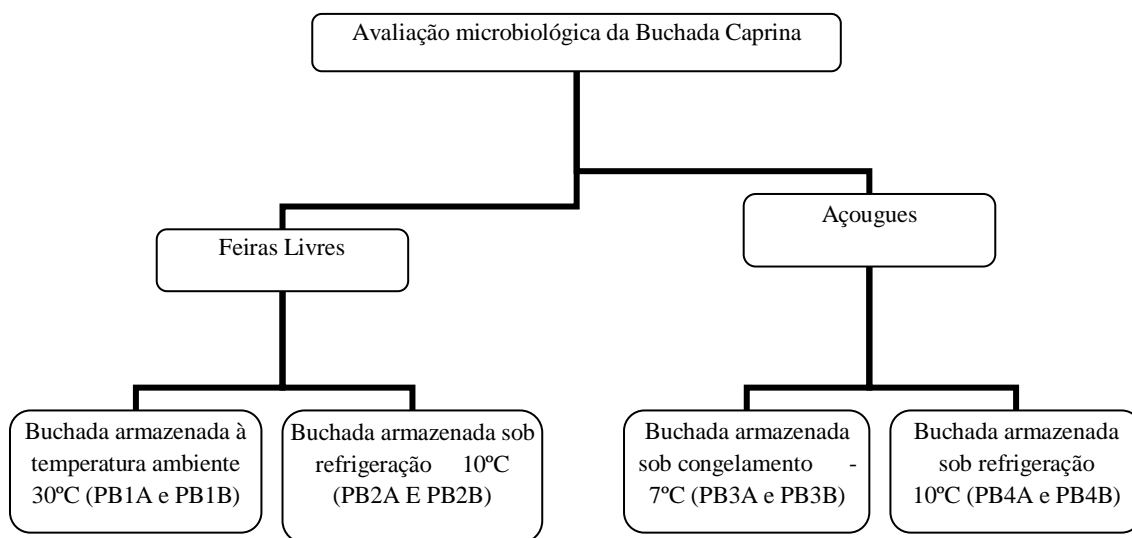 Avaliação microbiológica da Buchada Caprina
Feiras Livres
Açougues
Buchada armazenada à
temperatura ambiente
30ºC (PB1A e PB1B)
Buchada armazenada sob
refrigeração 10ºC
(PB2A E PB2B)
Buchada armazenada
sob congelamento -
7ºC (PB3A e PB3B)
Buchada armazenada
sob refrigeração
10ºC (PB4A e PB4B)